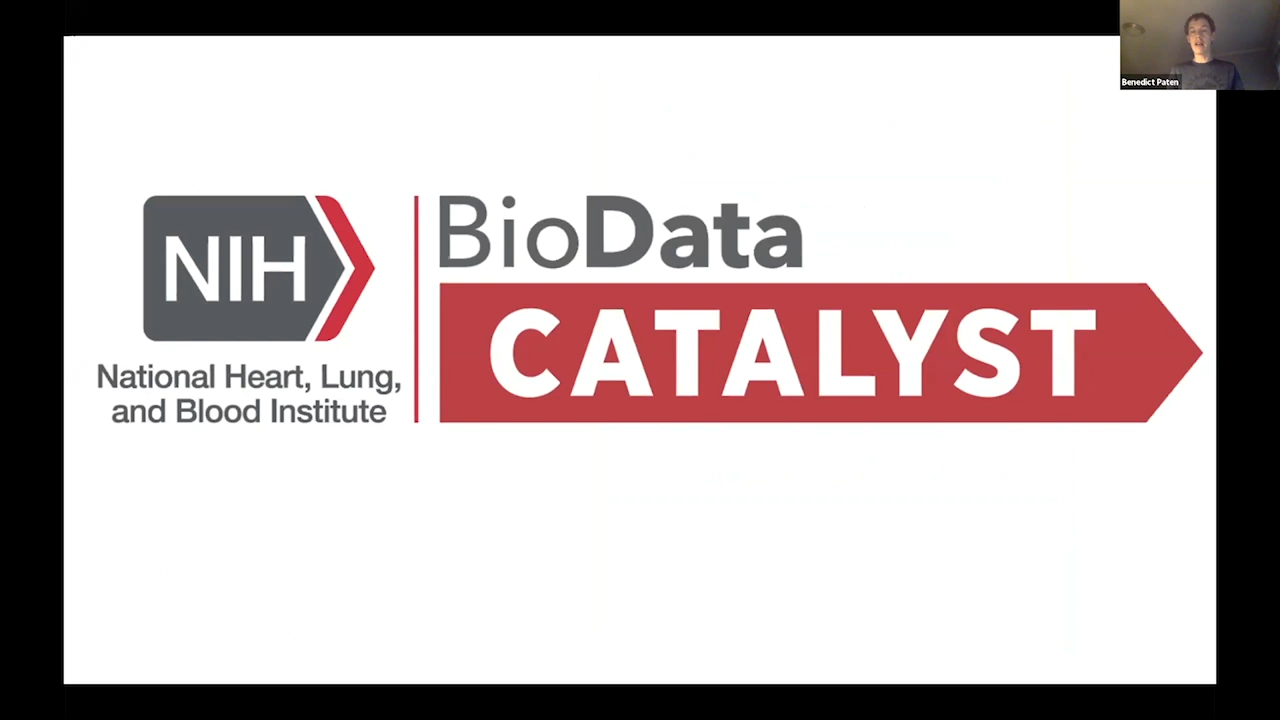 Benedict Paten
NIH
National Heart, Lung,
and Blood Institute
BioData
CATALYST